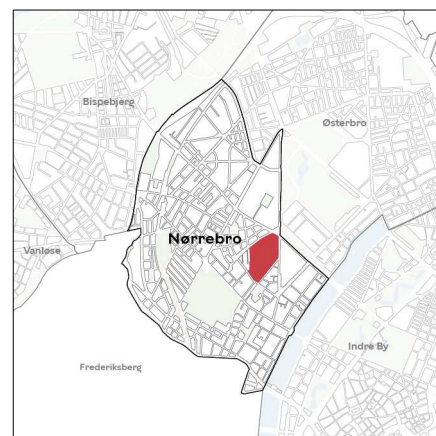 Bispebjerg
Østerbro
Nørrebro
Vanløse
Indre By
Frederiksberg